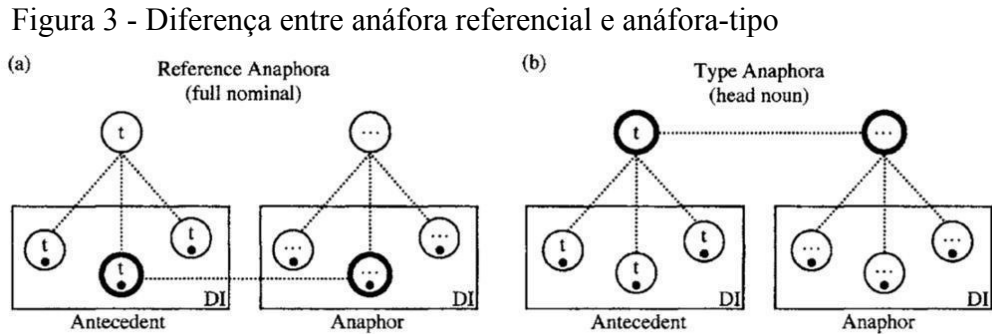 Figura 3 - Diferença entre anáfora referencial e anáfora-tipo
(a) Reference Anaphora (b) Type Anaphora
(full nominal) (head noun)
t ... t ...
t t ... ... t t ... ...
t ... t ...
DI DI DI DI
Antecedent Anaphor Antecedent Anaphor